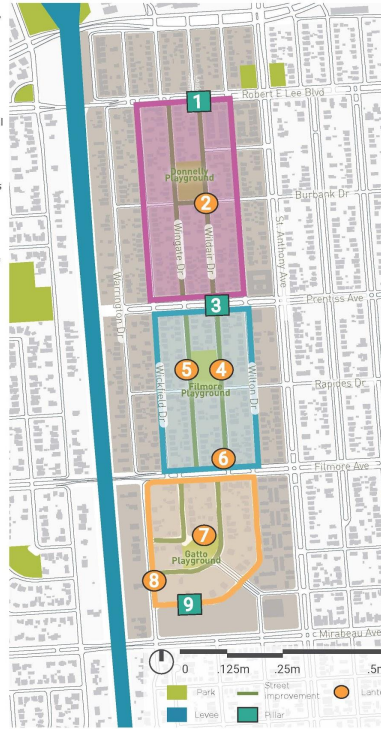 1
Robert E Lee Blvd
Donnelly
Playground
2
Burbank Dr
Wingate Dr
Wildair Dr
St. Anthony Ave
Warrington Dr
3
Prentiss Ave
5
4
Filmore
Playground
Wickfield Dr
Wilton Dr
Rapides Dr
6
Filmore Ave
7
Gatto
Playground
8
9
Mirabeau Ave
0 .125m .25m .5m
Park
Street
improvement
Lante
Levee
Pillar